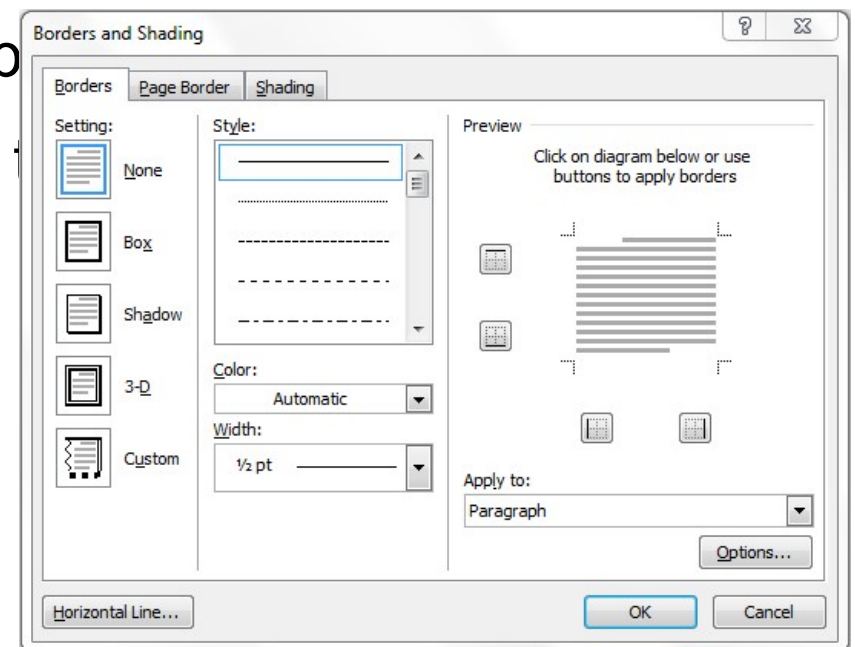 Borders and Shading
Borders Page Border Shading
Setting:
None
Box
Shadow
3-D
Custom
Style:
Color:
Automatic
Width:
½ pt
Preview
Click on diagram below or use
buttons to apply borders
Apply to:
Paragraph
Options...
Horizontal Line...
OK Cancel